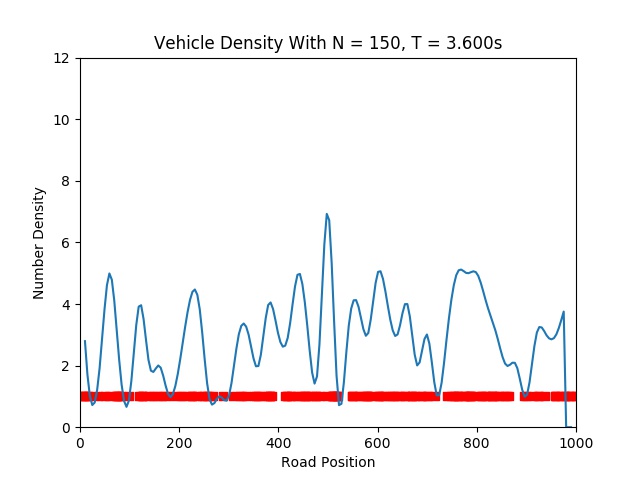 Vehicle Density With N = 150, T = 3.600s
12
10
8
6
4
2
0
Number Density
0 200 400 600 800 1000
Road Position